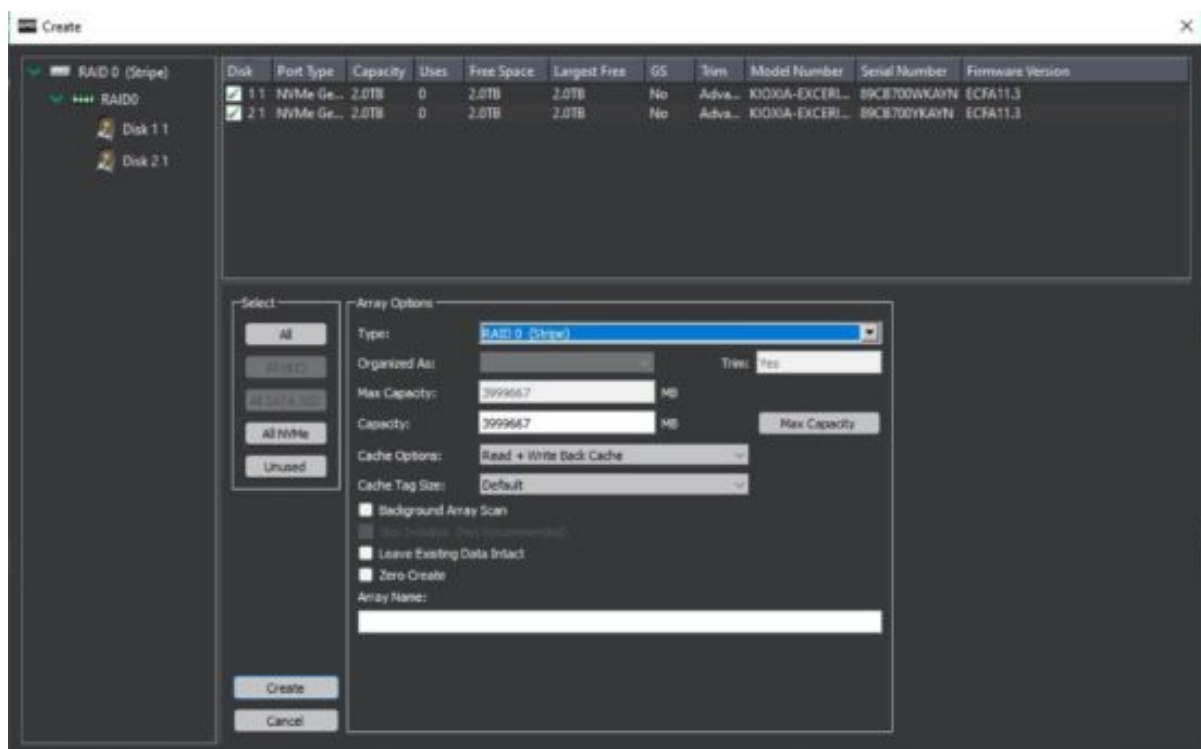 Create
RAID 0 (Stripe)
RAID0
Disk 1 1
Disk 2 1
Disk Port Type Capacity Uses Free Space Largest Free GS Trim Model Number Serial Number Firmware Version
1 1 NVMe Ge... 2.0TB 0 2.0TB 2.0TB No Adva... KIOXIA-EXCERI... ECFA11.3
2 1 NVMe Ge... 2.0TB 0 2.0TB 2.0TB No Adva... KIOXIA-EXCERI... ECFA11.3
Select
All
All NVMe
Unused
Array Options
Type: RAID 0 (Stripe)
Organized As: Trim: Yes
Max Capacity: 3999667 MB
Capacity: 3999667 MB Max Capacity
Cache Options: Read + Write Back Cache
Cache Tag Size: Default
Background Array Scan
Leave Existing Data Intact
Zero Create
Array Name:
Create
Cancel